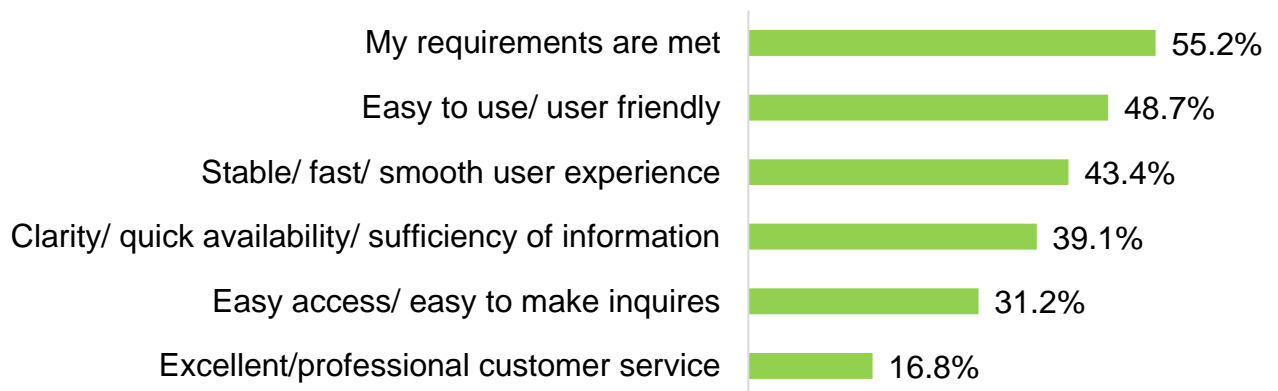 My requirements are met 55.2%
Easy to use/ user friendly 48.7%
Stable/ fast/ smooth user experience 43.4%
Clarity/ quick availability/ sufficiency of information 39.1%
Easy access/ easy to make inquires 31.2%
Excellent/professional customer service 16.8%